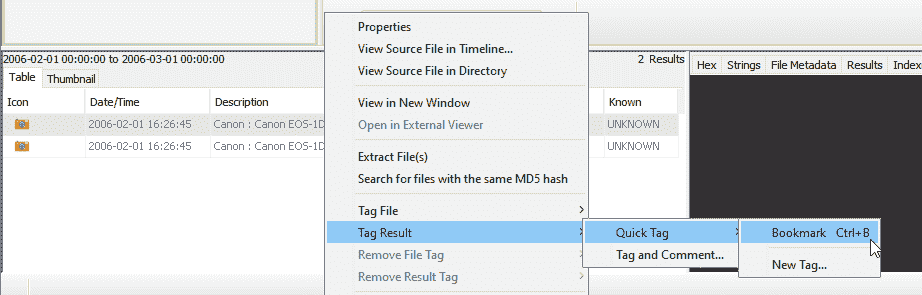 Properties
View Source File in Timeline...
View Source File in Directory
View in New Window
Open in External Viewer
Extract File(s)
Search for files with the same MD5 hash
Tag File
Tag Result
Remove File Tag
Remove Result Tag
Quick Tag
Tag and Comment...
Bookmark Ctrl+B
New Tag...
2006-02-01 00:00:00 to 2006-03-01 00:00:00
2 Results
Table Thumbnail
Icon Date/Time Description Known
2006-02-01 16:26:45 Canon : Canon EOS-1D UNKNOWN
2006-02-01 16:26:45 Canon : Canon EOS-1D UNKNOWN
Hex Strings File Metadata Results